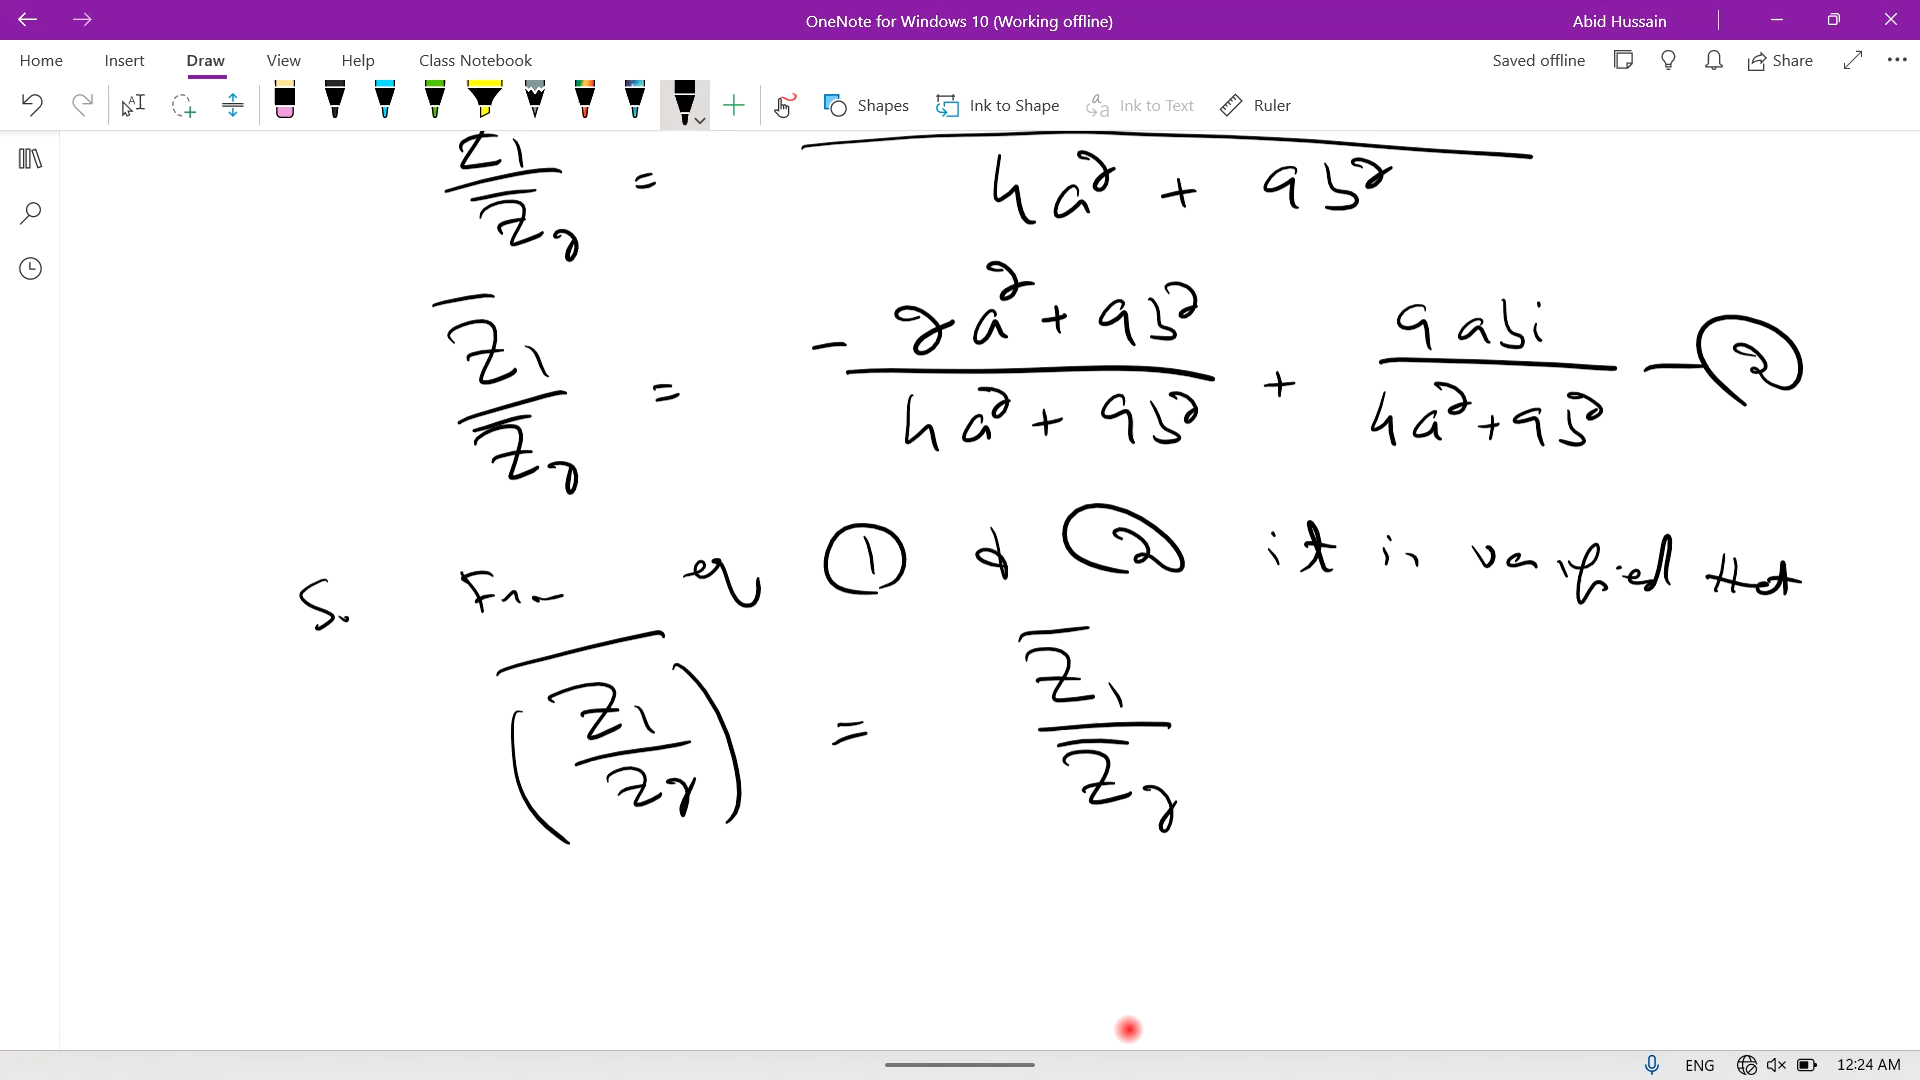 OneNote for Windows 10 (Working offline) Abid Hussain
Home Insert Draw View Help Class Notebook Saved offline Share
Shapes Ink to Shape Ink to Text Ruler
z₁/z̅₂ = 4a² + 9b²
z̅₁/z̅₂ = - 2a² + 9b² / 4a² + 9b² + 9abi / 4a² + 9b² — ②
So From eq ① & ② it is verified that
\overline{(z₁/z₂)} = z̅₁/z̅₂
ENG 12:24 AM